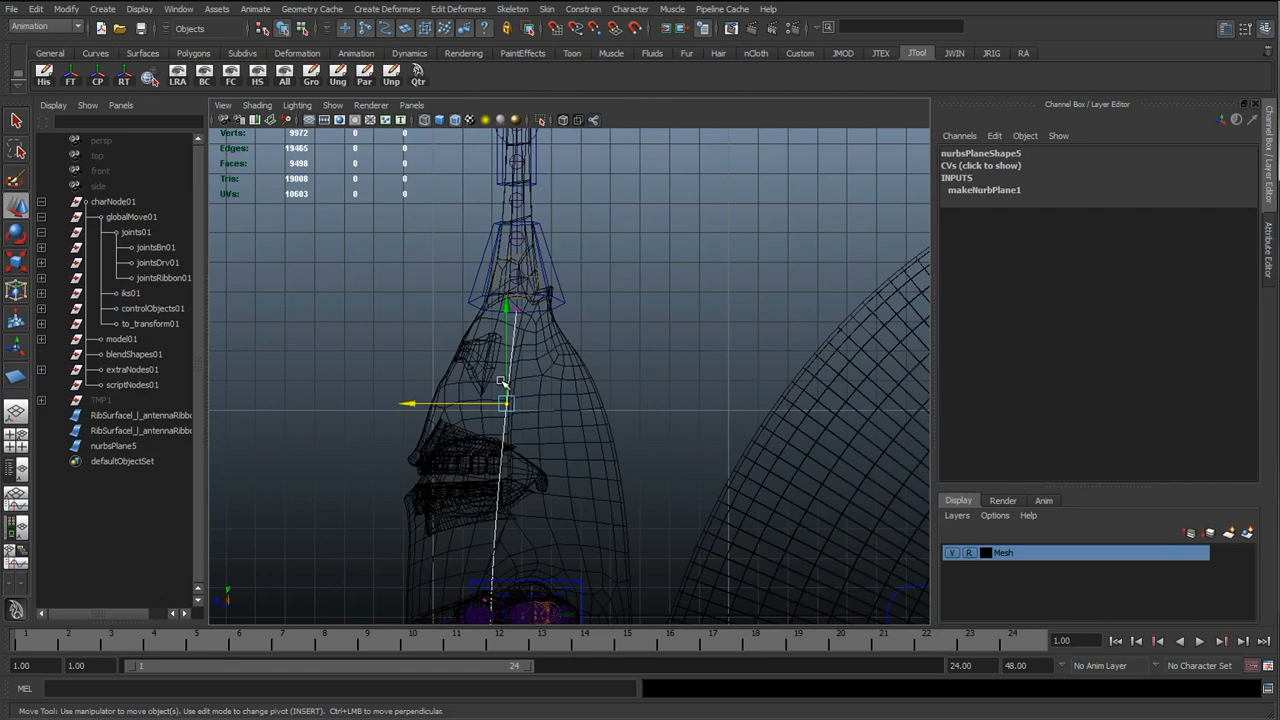 File Edit Modify Create Display Window Assets Animate Geometry Cache Create Deformers Edit Deformers Skeleton Skin Constrain Character Muscle Pipeline Cache Help
Animation Objects
General Curves Surfaces Polygons Subdivs Deformation Animation Dynamics Rendering PaintEffects Toon Muscle Fluids Fur Hair nCloth Custom JMOD JTEX JTool JWIN JRIG RA
His FT CP RT LRA BC FC HS All Gro Ung Par Unp Qtr
Display Show Panels
View Shading Lighting Show Renderer Panels
Channel Box / Layer Editor
Verts: 9972 0 0
Edges: 19465 0 0
Faces: 9498 0 0
Tris: 19008 0 0
UVs: 10603 0 0
persp
top
front
side
charNode01
globalMove01
joints01
jointsBn01
jointsDrv01
jointsRibbon01
iks01
controlObjects01
to_transform01
model01
blendShapes01
extraNodes01
scriptNodes01
TMP1
RibSurfacel_l_antennaRibbo
RibSurfacel_l_antennaRibbo
nurbsPlane5
defaultObjectSet
Channels Edit Object Show
nurbsPlaneShape5
CVs (click to show)
INPUTS
makeNurbPlane1
Channel Box / Layer Editor
Attribute Editor
Display Render Anim
Layers Options Help
V R Mesh
y
1 2 3 4 5 6 7 8 9 10 11 12 13 14 15 16 17 18 19 20 21 22 23 24
1.00
1.00 1.00 1 24 24.00 48.00 No Anim Layer No Character Set
MEL
Move Tool: Use manipulator to move object(s). Use edit mode to change pivot (INSERT). Ctrl+LMB to move perpendicular.